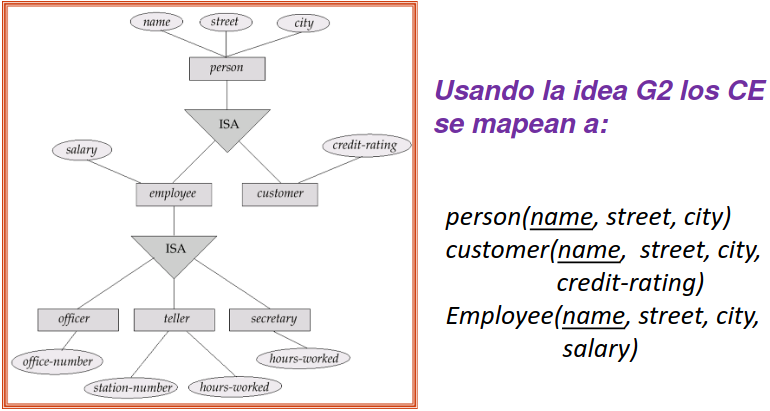 name street city
person
ISA
salary
credit-rating
employee customer
ISA
officer teller secretary
office-number
hours-worked
station-number hours-worked
Usando la idea G2 los CE
se mapean a:
person(name, street, city)
customer(name, street, city,
credit-rating)
Employee(name, street, city,
salary)